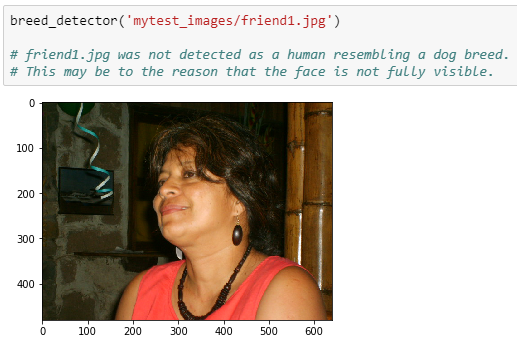 breed_detector('mytest_images/friend1.jpg')
# friend1.jpg was not detected as a human resembling a dog breed.
# This may be to the reason that the face is not fully visible.
0
100
200
300
400
0 100 200 300 400 500 600